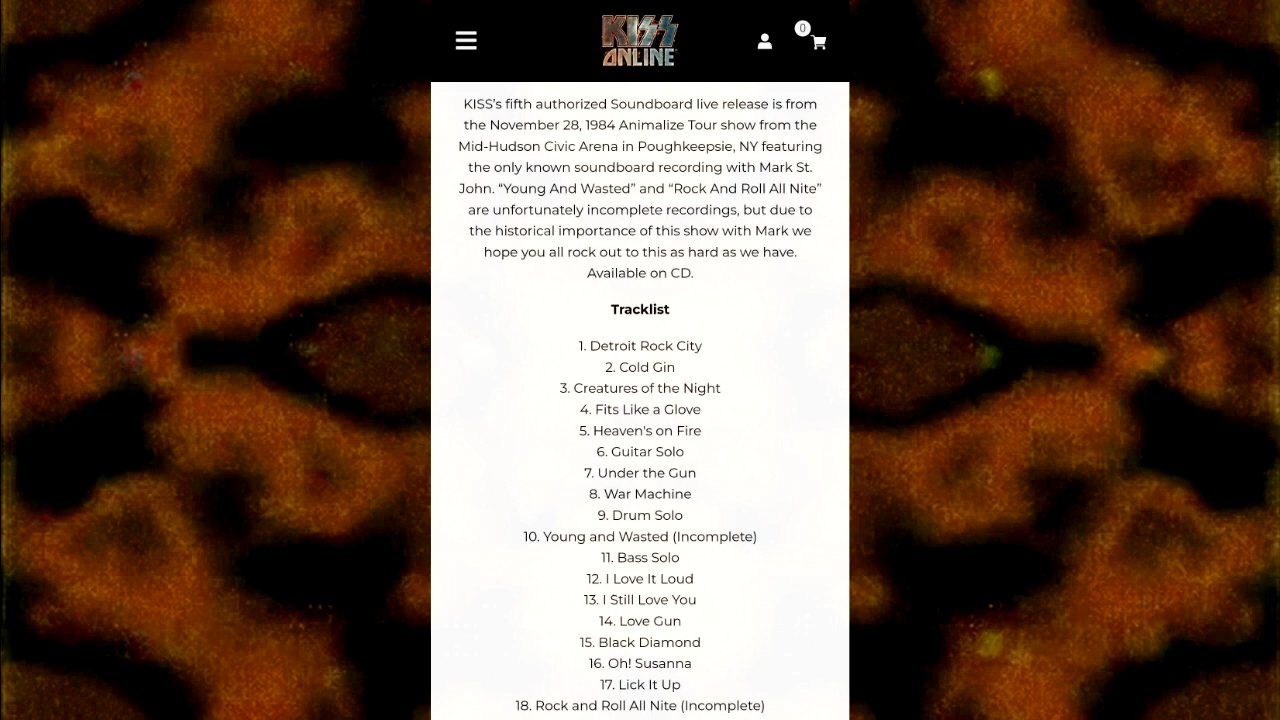 KISS
ONLINE
0
KISS's fifth authorized Soundboard live release is from
the November 28, 1984 Animalize Tour show from the
Mid-Hudson Civic Arena in Poughkeepsie, NY featuring
the only known soundboard recording with Mark St.
John. “Young And Wasted” and “Rock And Roll All Nite”
are unfortunately incomplete recordings, but due to
the historical importance of this show with Mark we
hope you all rock out to this as hard as we have.
Available on CD.
Tracklist
1. Detroit Rock City
2. Cold Gin
3. Creatures of the Night
4. Fits Like a Glove
5. Heaven's on Fire
6. Guitar Solo
7. Under the Gun
8. War Machine
9. Drum Solo
10. Young and Wasted (Incomplete)
11. Bass Solo
12. I Love It Loud
13. I Still Love You
14. Love Gun
15. Black Diamond
16. Oh! Susanna
17. Lick It Up
18. Rock and Roll All Nite (Incomplete)